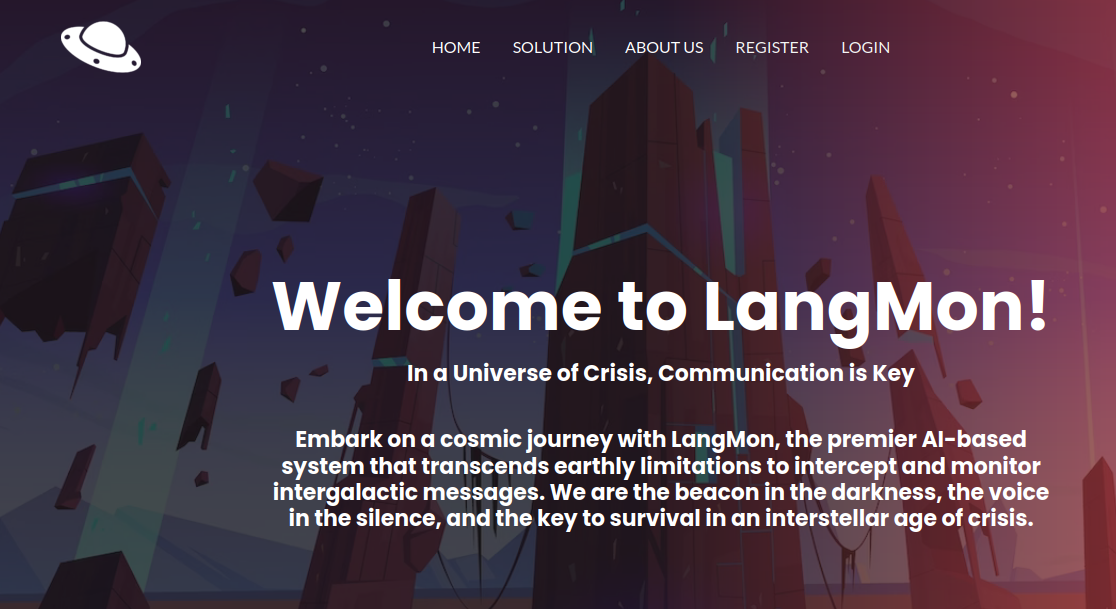 HOME SOLUTION ABOUT US REGISTER LOGIN
Welcome to LangMon!
In a Universe of Crisis, Communication is Key
Embark on a cosmic journey with LangMon, the premier AI-based
system that transcends earthly limitations to intercept and monitor
intergalactic messages. We are the beacon in the darkness, the voice
in the silence, and the key to survival in an interstellar age of crisis.